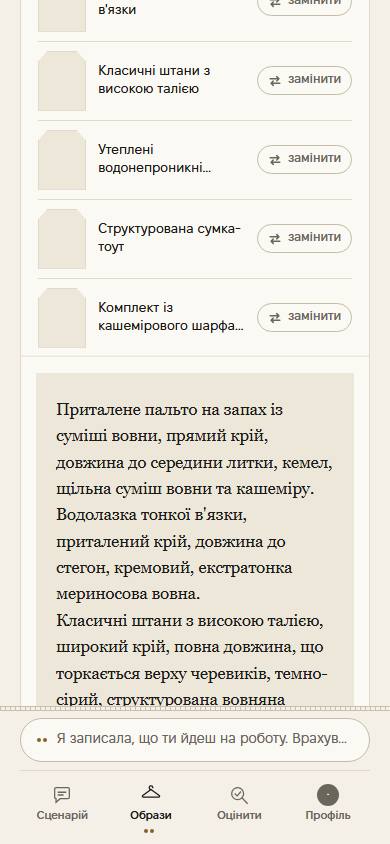 в'язки
замінити
Класичні штани з
високою талією
замінити
Утеплені
водонепроникні...
замінити
Структурована сумка-
тоут
замінити
Комплект із
кашемірового шарфа...
замінити
Приталене пальто на запах із
суміші вовни, прямий крій,
довжина до середини литки, кемел,
щільна суміш вовни та кашеміру.
Водолазка тонкої в'язки,
приталений крій, довжина до
стегон, кремовий, екстратонка
мериносова вовна.
Класичні штани з високою талією,
широкий крій, повна довжина, що
торкається верху черевиків, темно-
сірий, структурована вовняна
Я записала, що ти йдеш на роботу. Врахув...
Сценарій
Образи
Оцінити
Профіль